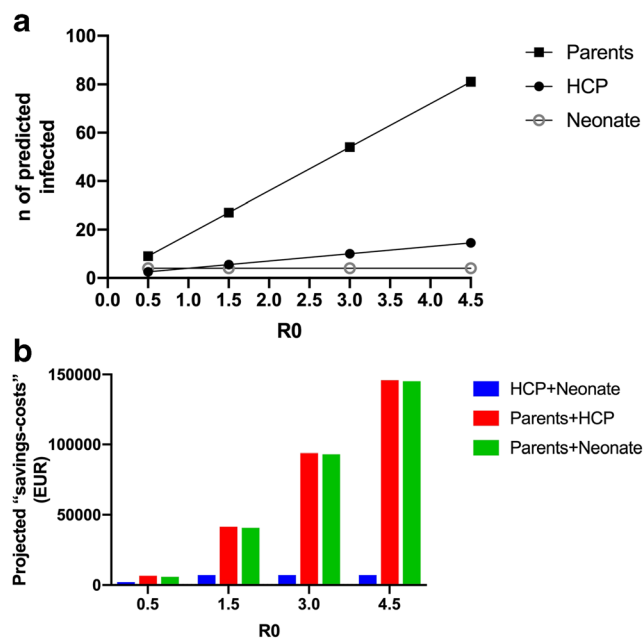 a
n of predicted
infected
100
80
60
40
20
0
0.0 0.5 1.0 1.5 2.0 2.5 3.0 3.5 4.0 4.5
R0
Parents
HCP
Neonate
b
Projected “savings-costs”
(EUR)
150000
100000
50000
0
0.5 1.5 3.0 4.5
R0
HCP+Neonate
Parents+HCP
Parents+Neonate